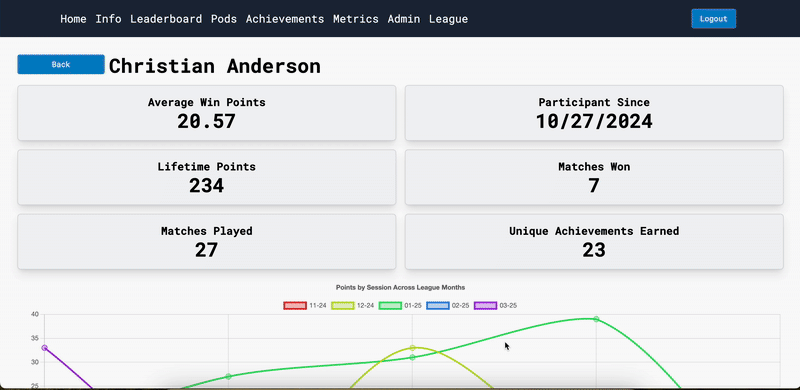 Home Info Leaderboard Pods Achievements Metrics Admin League Logout
Back Christian Anderson
Average Win Points
20.57
Participant Since
10/27/2024
Lifetime Points
234
Matches Won
7
Matches Played
27
Unique Achievements Earned
23
Points by Session Across League Months
11-24 12-24 01-25 02-25 03-25
40
35
30
25